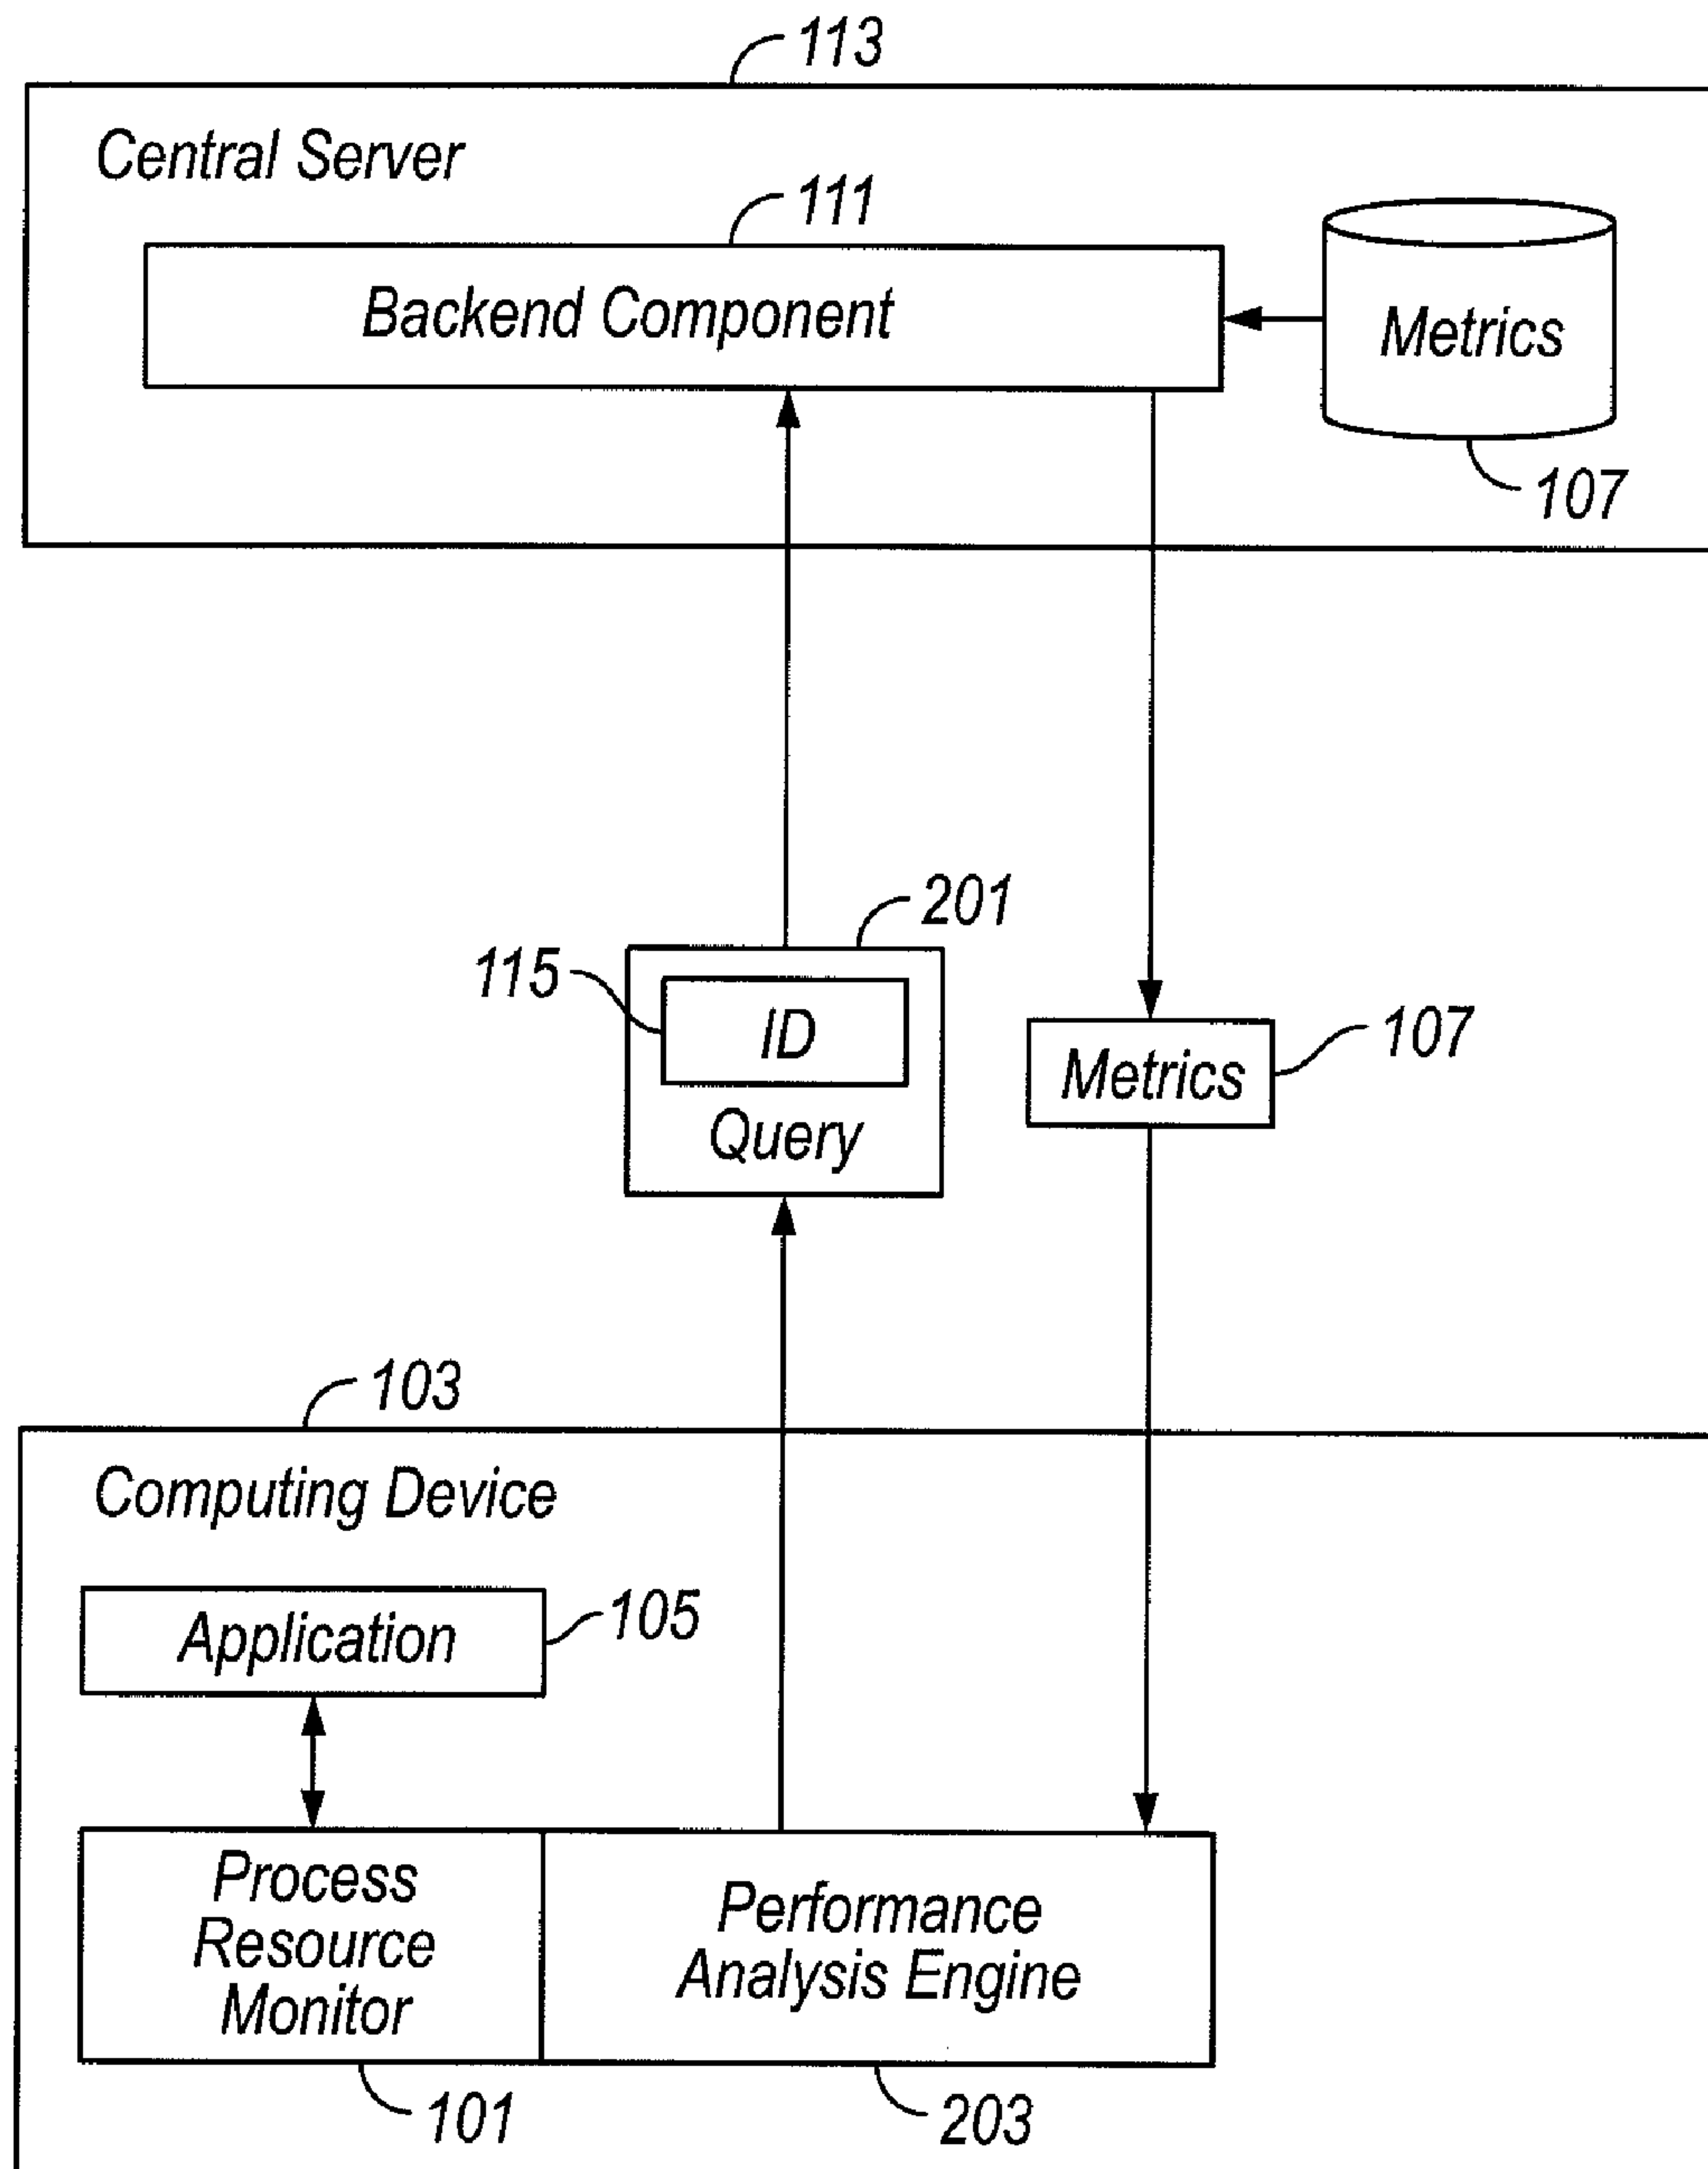 113
Central Server
111
Backend Component
Metrics
107
201
115
ID
Query
107
Metrics
103
Computing Device
Application
105
Process
Resource
Monitor
Performance
Analysis Engine
101
203